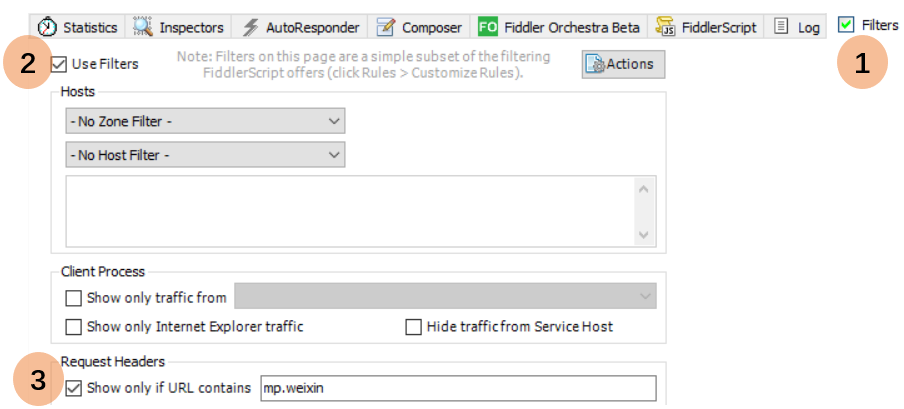 Statistics Inspectors AutoResponder Composer FO Fiddler Orchestra Beta JS FiddlerScript Log Filters
1
2 Use Filters Note: Filters on this page are a simple subset of the filtering
FiddlerScript offers (click Rules > Customize Rules). Actions
Hosts
- No Zone Filter -
- No Host Filter -
Client Process
Show only traffic from
Show only Internet Explorer traffic Hide traffic from Service Host
Request Headers
3 Show only if URL contains mp.weixin